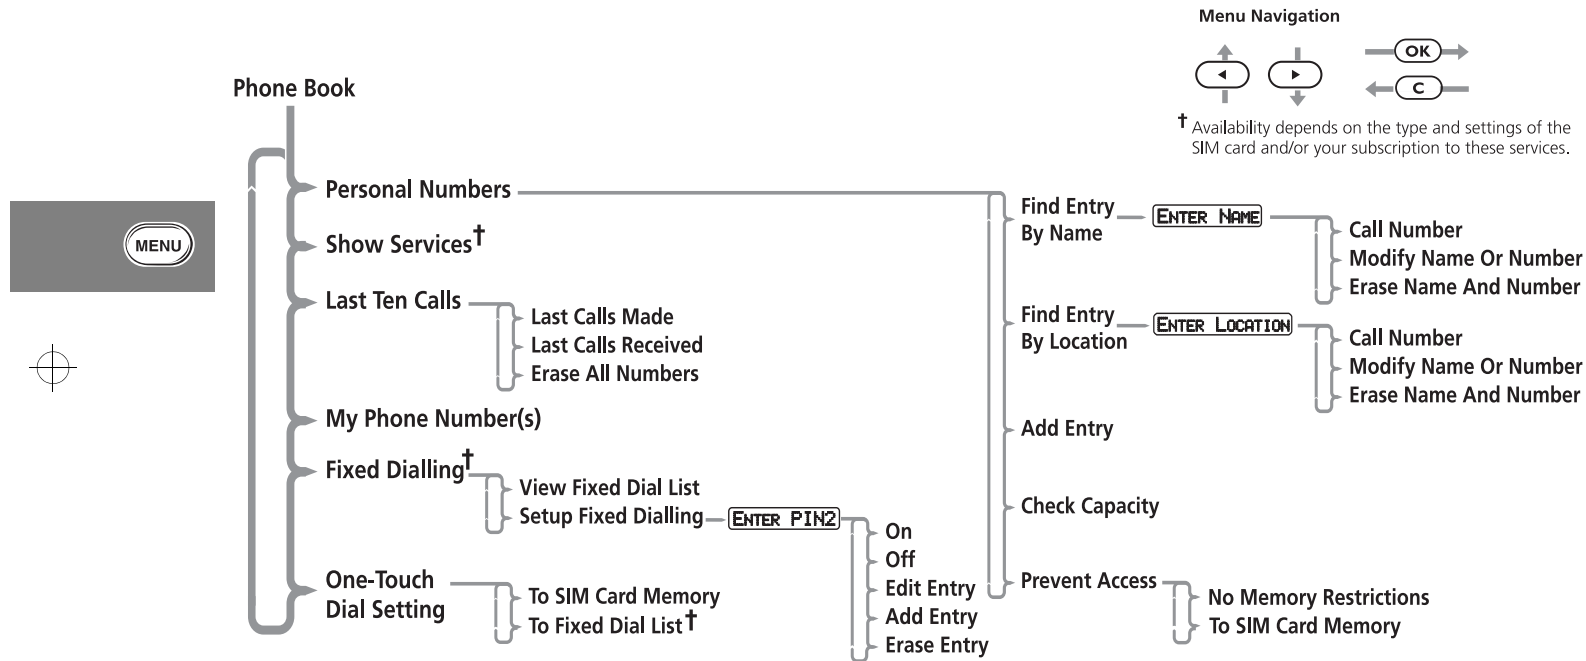 Menu Navigation
OK
C
† Availability depends on the type and settings of the
SIM card and/or your subscription to these services.
MENU
Phone Book
Personal Numbers
Find Entry
By Name
ENTER NAME
Call Number
Modify Name Or Number
Erase Name And Number
Find Entry
By Location
ENTER LOCATION
Call Number
Modify Name Or Number
Erase Name And Number
Add Entry
Check Capacity
Prevent Access
No Memory Restrictions
To SIM Card Memory
Show Services†
Last Ten Calls
Last Calls Made
Last Calls Received
Erase All Numbers
My Phone Number(s)
Fixed Dialling†
View Fixed Dial List
Setup Fixed Dialling
ENTER PIN2
On
Off
Edit Entry
Add Entry
Erase Entry
One-Touch
Dial Setting
To SIM Card Memory
To Fixed Dial List†